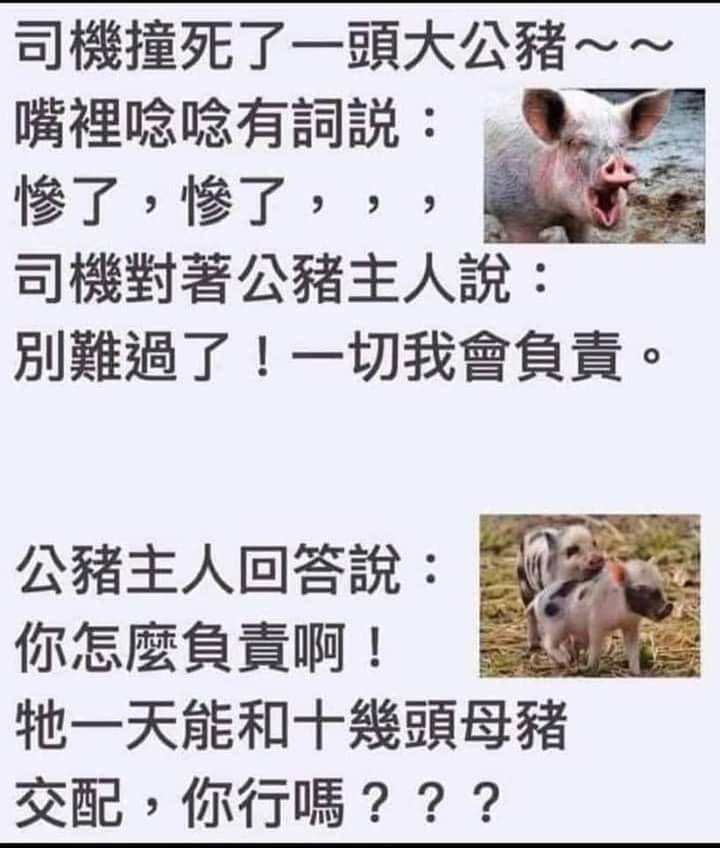 司機撞死了一頭大公豬～～
嘴裡唸唸有詞説：
慘了，慘了，，，
司機對著公豬主人說：
別難過了！一切我會負責。
公豬主人回答說：
你怎麼負責啊！
牠一天能和十幾頭母豬
交配，你行嗎？？？